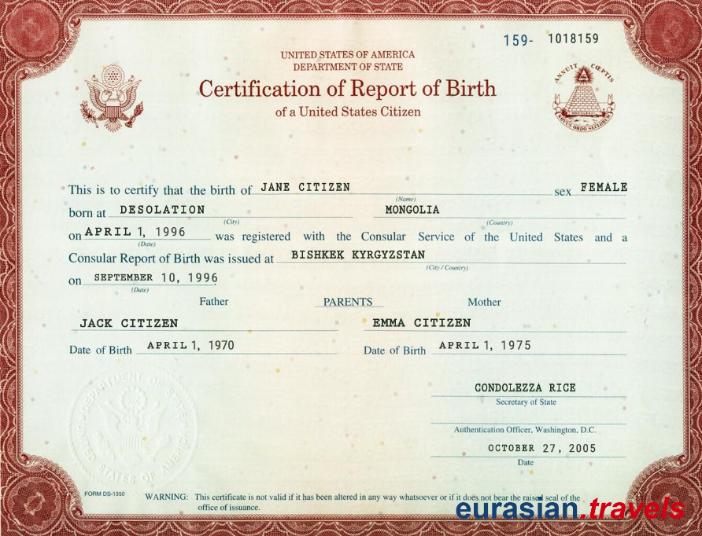 159- 1018159
UNITED STATES OF AMERICA
DEPARTMENT OF STATE
Certification of Report of Birth
of a United States Citizen
ANNUIT CŒPTIS
This is to certify that the birth of JANE CITIZEN sex FEMALE
(Name)
born at DESOLATION MONGOLIA
(City) (Country)
on APRIL 1, 1996 was registered with the Consular Service of the United States and a
(Date)
Consular Report of Birth was issued at BISHKEK KYRGYZSTAN
(City / Country)
on SEPTEMBER 10, 1996
(Date)
Father PARENTS Mother
JACK CITIZEN EMMA CITIZEN
Date of Birth APRIL 1, 1970 Date of Birth APRIL 1, 1975
CONDOLEZZA RICE
Secretary of State
Authentication Officer, Washington, D.C.
OCTOBER 27, 2005
Date
DEPARTMENT OF STATE
STATES OF AMERICA
FORM DS-1350 WARNING: This certificate is not valid if it has been altered in any way whatsoever or if it does not bear the raised seal of the
office of issuance.
eurasian.travels